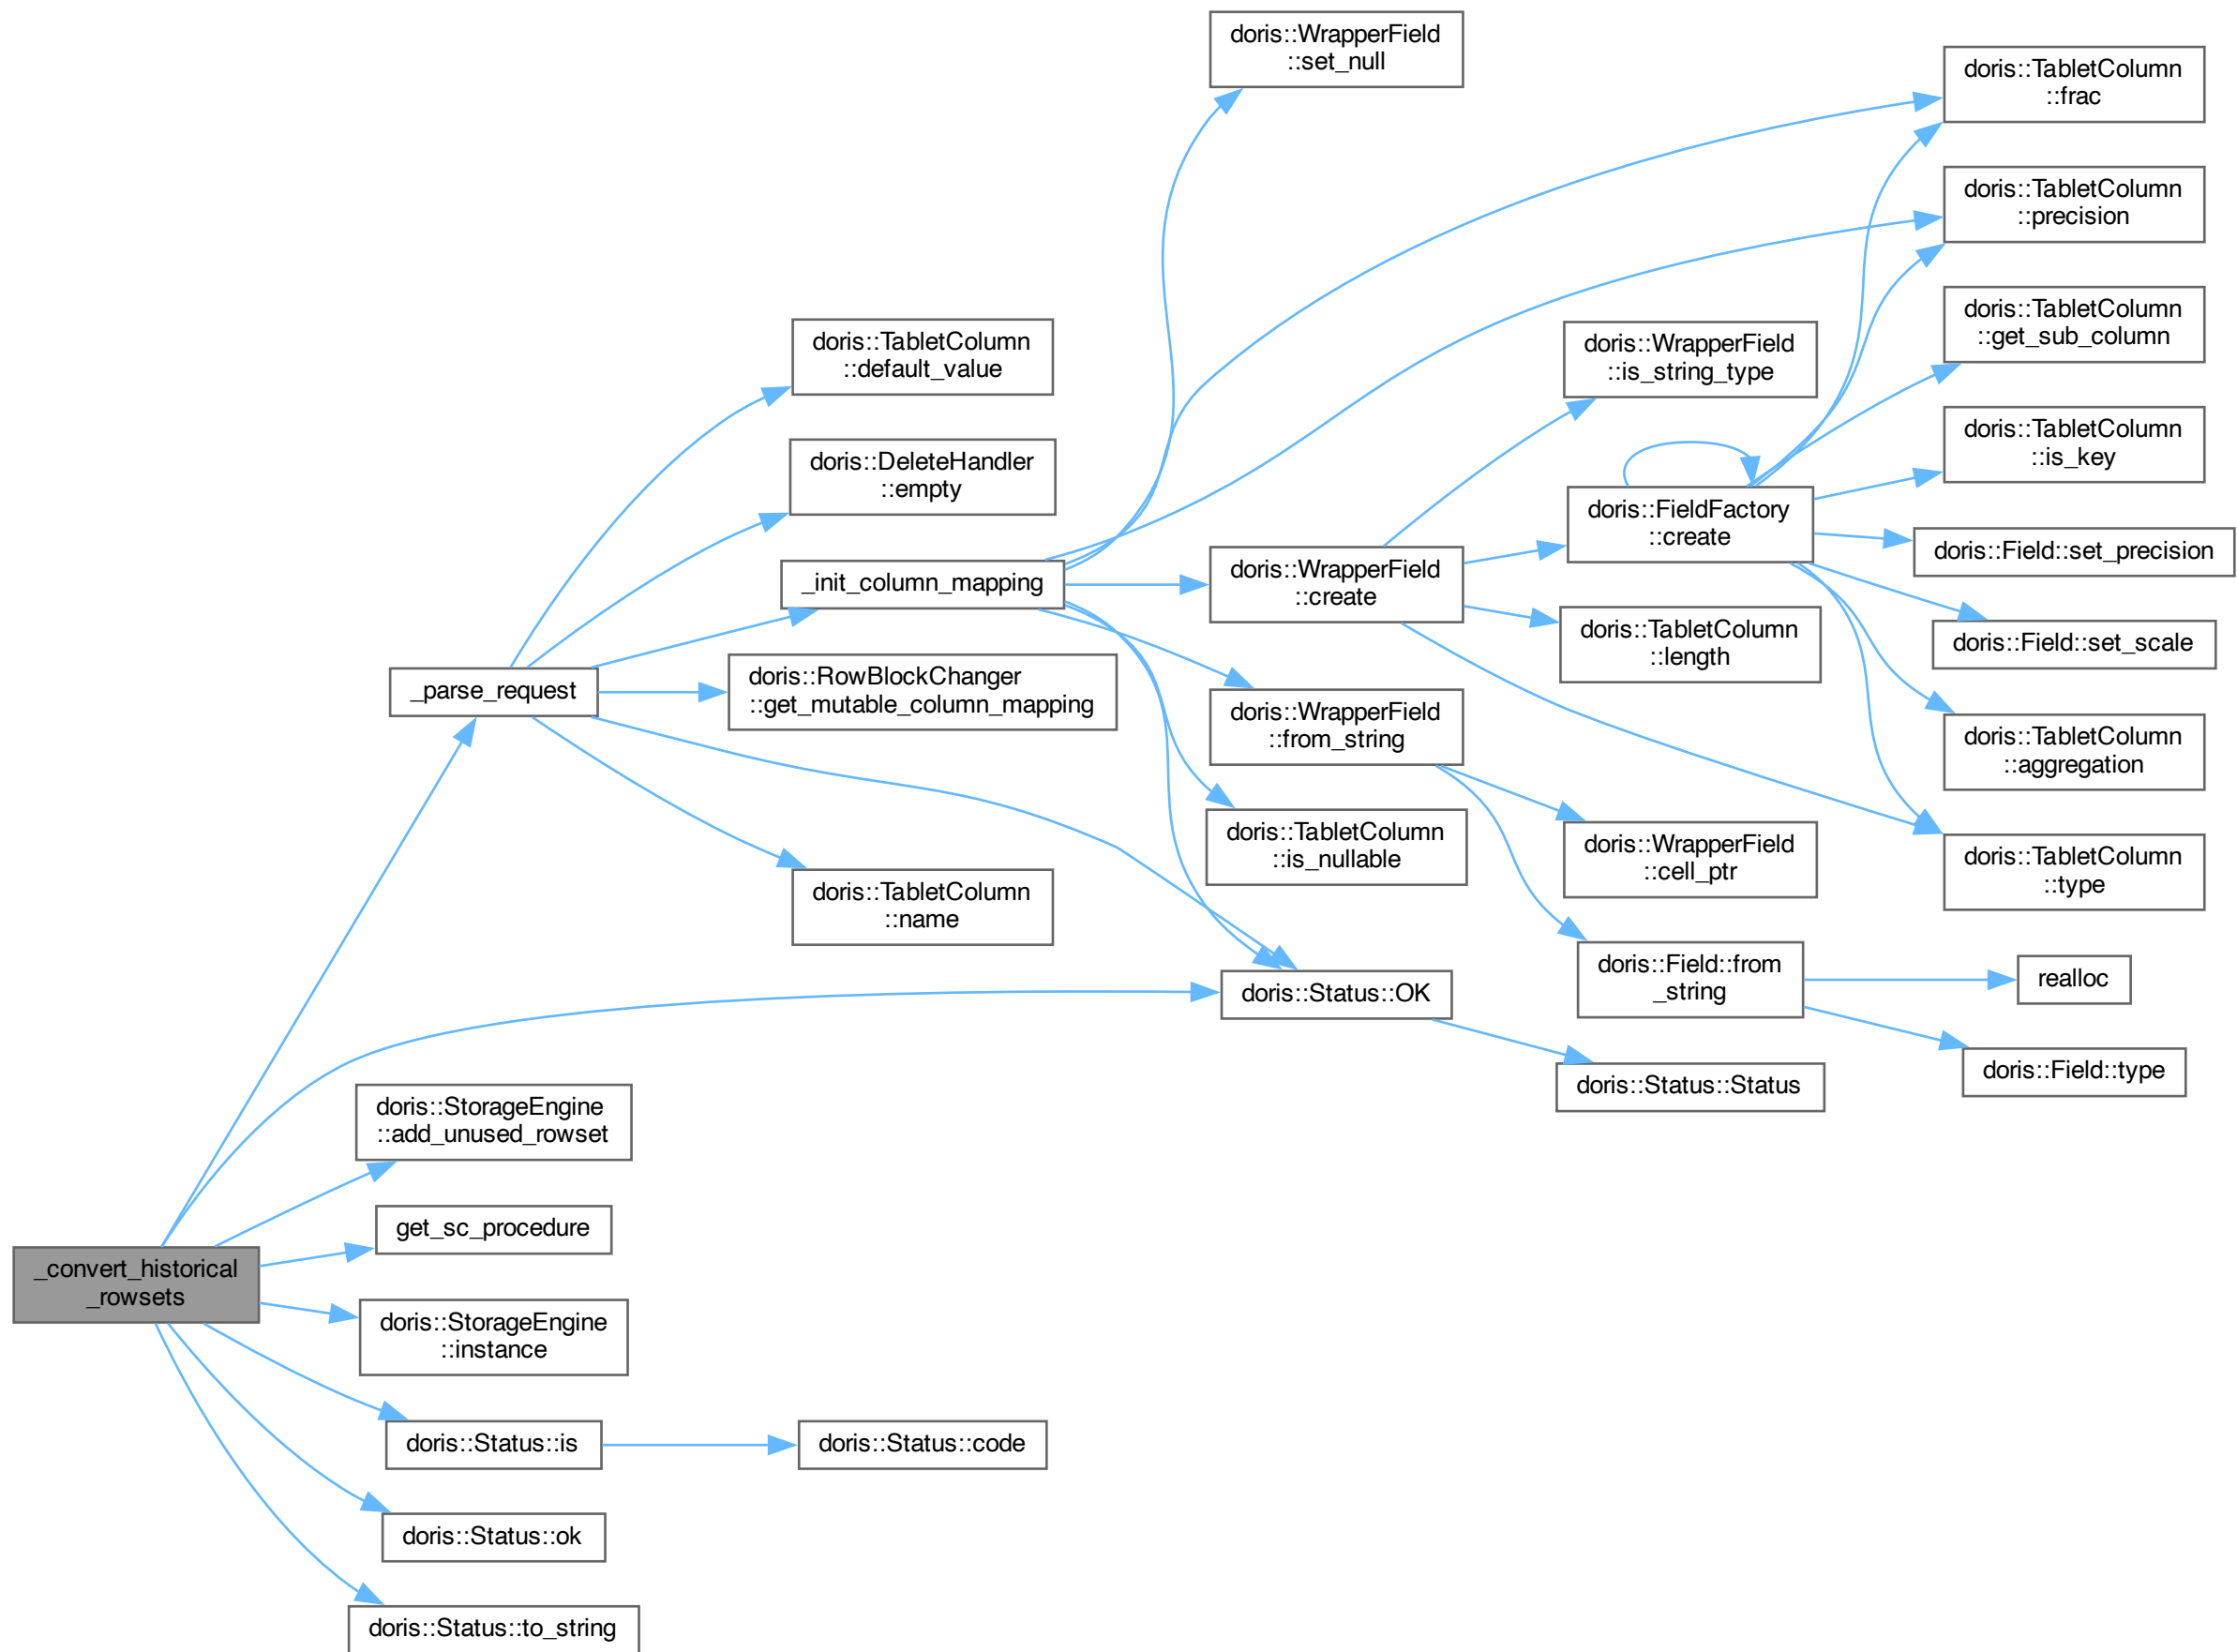 doris::WrapperField
::set_null
doris::TabletColumn
::frac
doris::TabletColumn
::precision
doris::TabletColumn
::get_sub_column
doris::TabletColumn
::default_value
doris::WrapperField
::is_string_type
doris::TabletColumn
::is_key
doris::DeleteHandler
::empty
doris::FieldFactory
::create
doris::Field::set_precision
_init_column_mapping
doris::WrapperField
::create
doris::TabletColumn
::length
doris::Field::set_scale
_parse_request
doris::RowBlockChanger
::get_mutable_column_mapping
doris::WrapperField
::from_string
doris::TabletColumn
::aggregation
doris::TabletColumn
::is_nullable
doris::WrapperField
::cell_ptr
doris::TabletColumn
::type
doris::TabletColumn
::name
doris::Status::OK
doris::Field::from
_string
realloc
doris::Field::type
doris::Status::Status
doris::StorageEngine
::add_unused_rowset
get_sc_procedure
_convert_historical
_rowsets
doris::StorageEngine
::instance
doris::Status::is
doris::Status::code
doris::Status::ok
doris::Status::to_string